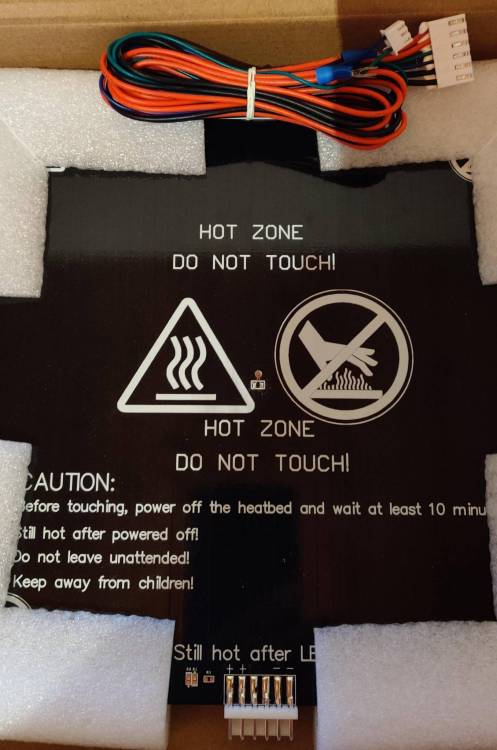 HOT ZONE
DO NOT TOUCH!
HOT ZONE
DO NOT TOUCH!
CAUTION:
Before touching, power off the heatbed and wait at least 10 minu
Still hot after powered off!
Do not leave unattended!
Keep away from children!
Still hot after LE
+ + - -